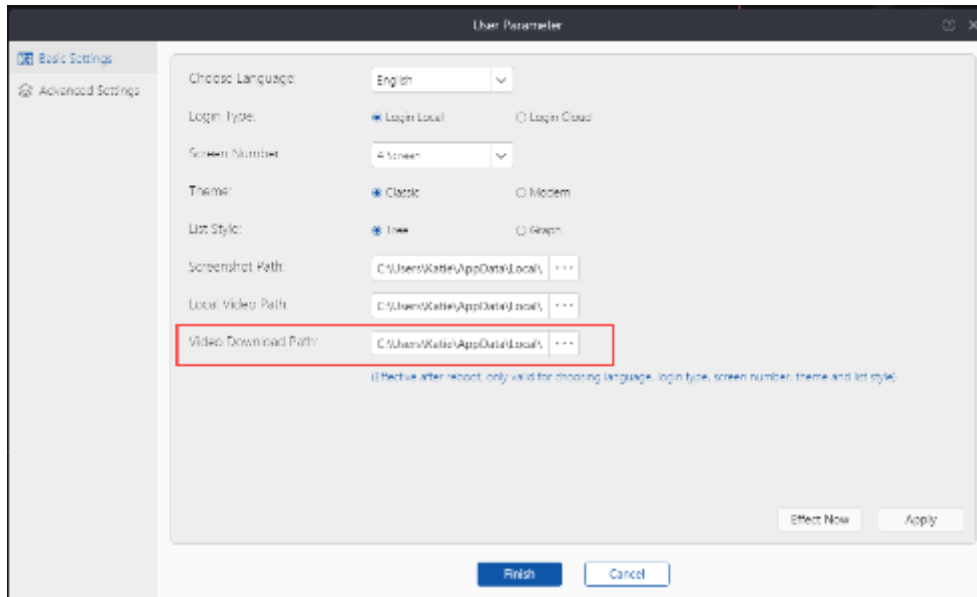 User Parameter
Basic Settings
Advanced Settings
Choose Language:
English
Login Type:
Login Local
Login Cloud
Screen Number
4 Screen
Theme:
Classic
Modern
List Style:
Tree
Graph
Screenshot Path:
C:\Users\Katie\AppData\Local\
...
Local Video Path:
C:\Users\Katie\AppData\Local\
...
Video Download Path:
C:\Users\Katie\AppData\Local\
...
(Effective after reboot, only valid for choosing language, login type, screen number, theme and list style)
Effect Now
Apply
Finish
Cancel